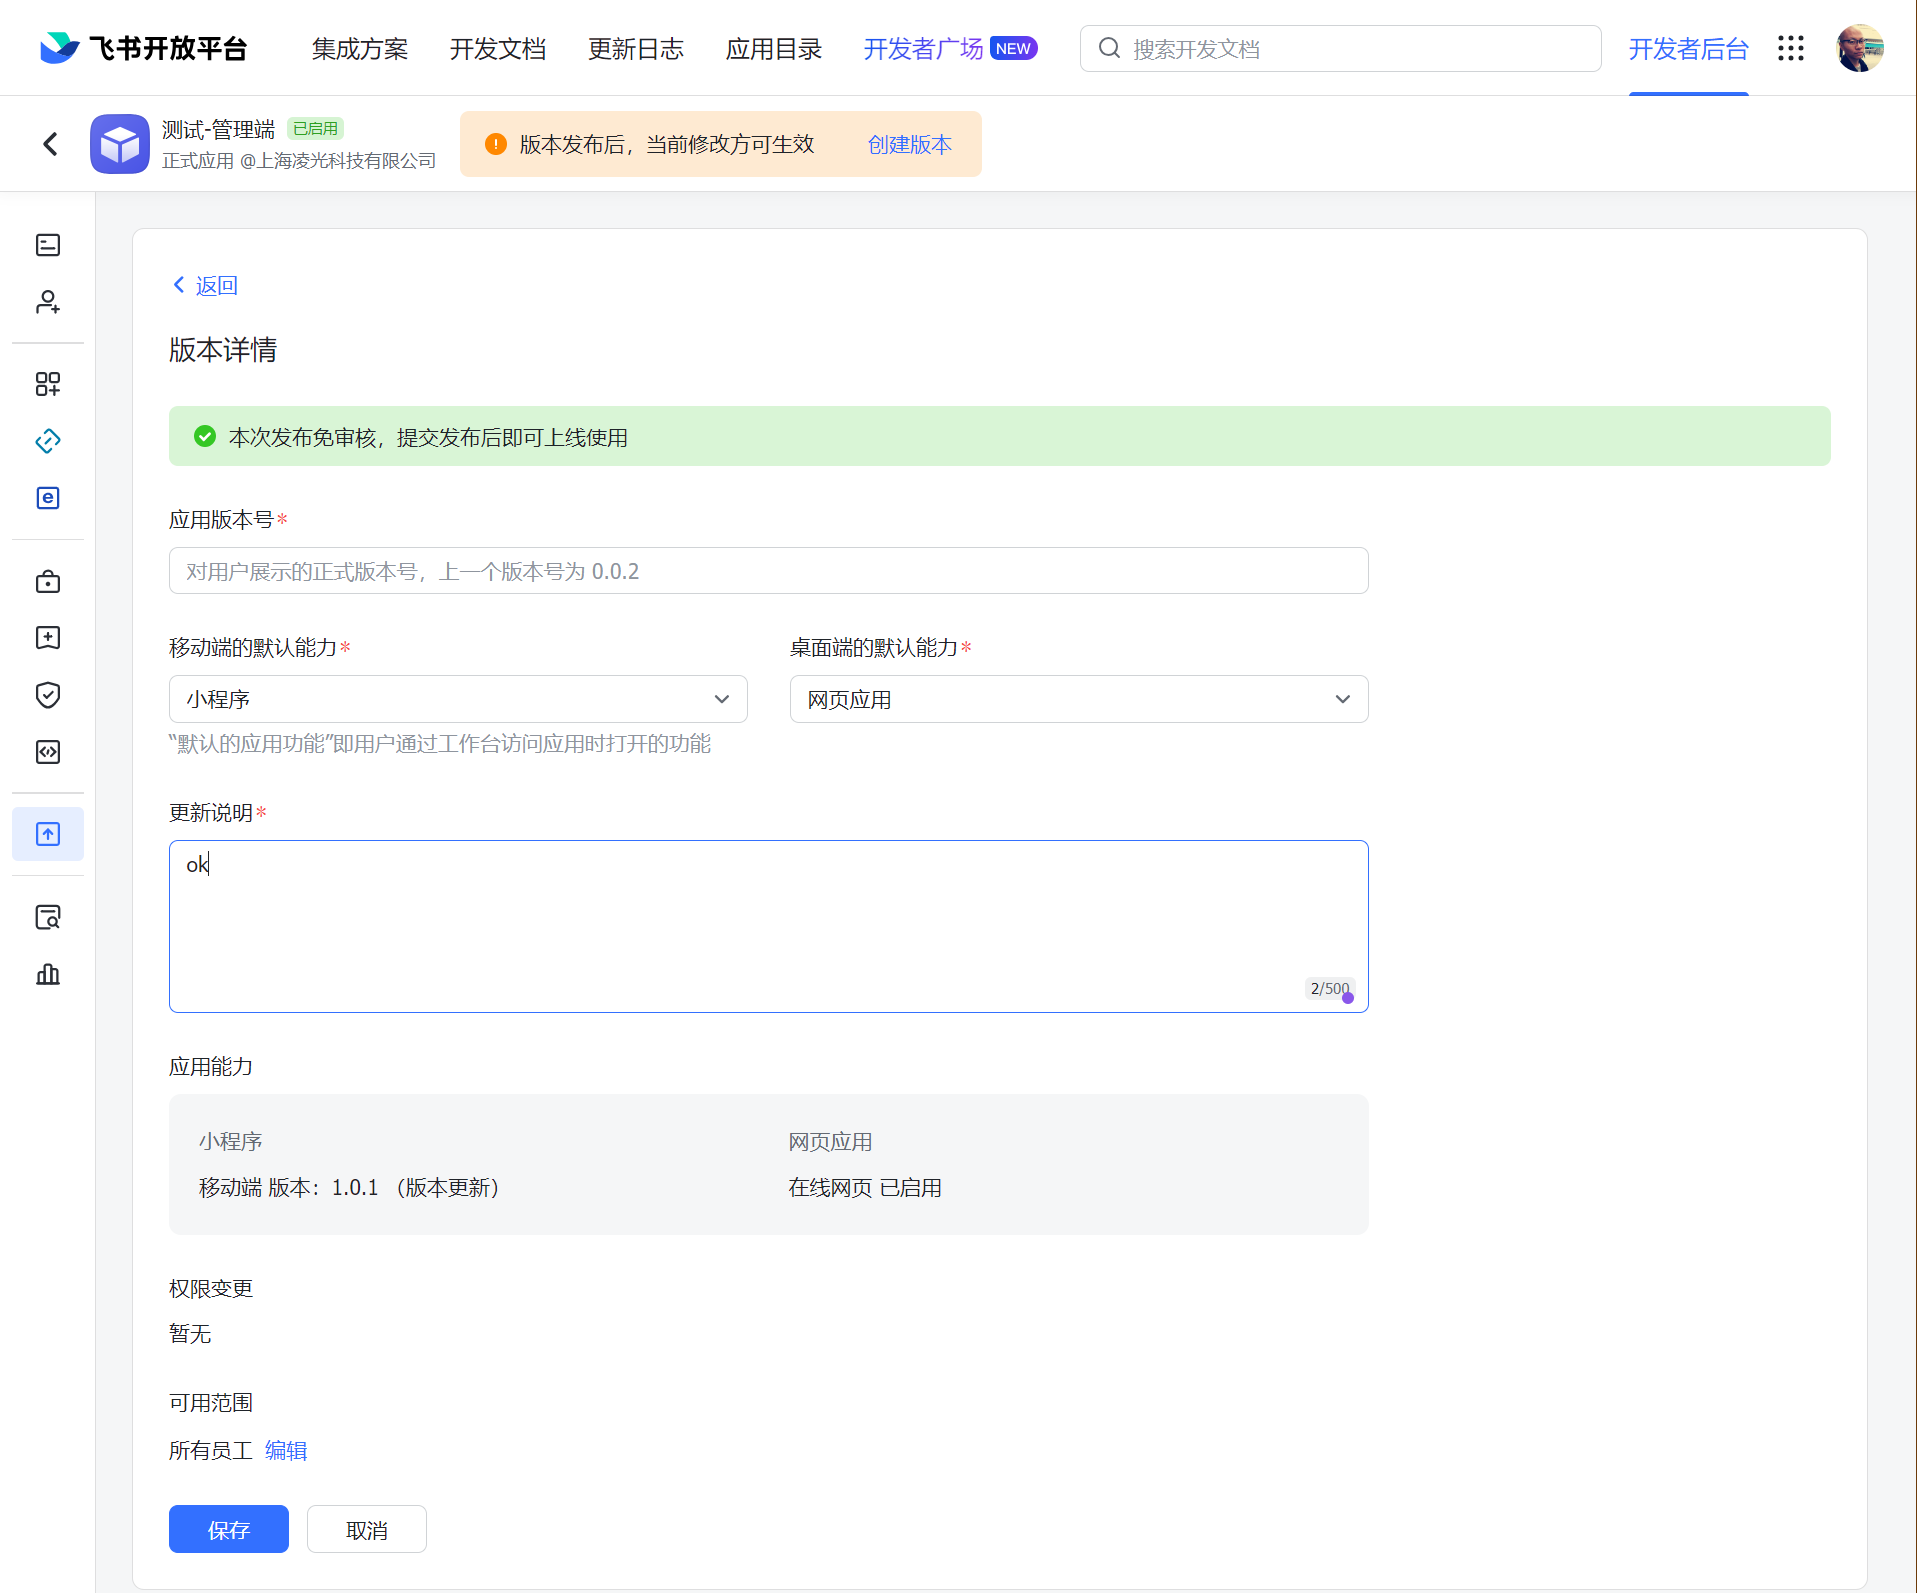 飞书开放平台 集成方案 开发文档 更新日志 应用目录 开发者广场 NEW 搜索开发文档 开发者后台
测试-管理端 已启用
正式应用 @上海凌光科技有限公司
版本发布后，当前修改方可生效 创建版本
返回
版本详情
本次发布免审核，提交发布后即可上线使用
应用版本号*
对用户展示的正式版本号，上一个版本号为 0.0.2
移动端的默认能力* 桌面端的默认能力*
小程序 网页应用
“默认的应用功能”即用户通过工作台访问应用时打开的功能
更新说明*
ok
2/500
应用能力
小程序 网页应用
移动端 版本：1.0.1 （版本更新） 在线网页 已启用
权限变更
暂无
可用范围
所有员工 编辑
保存 取消